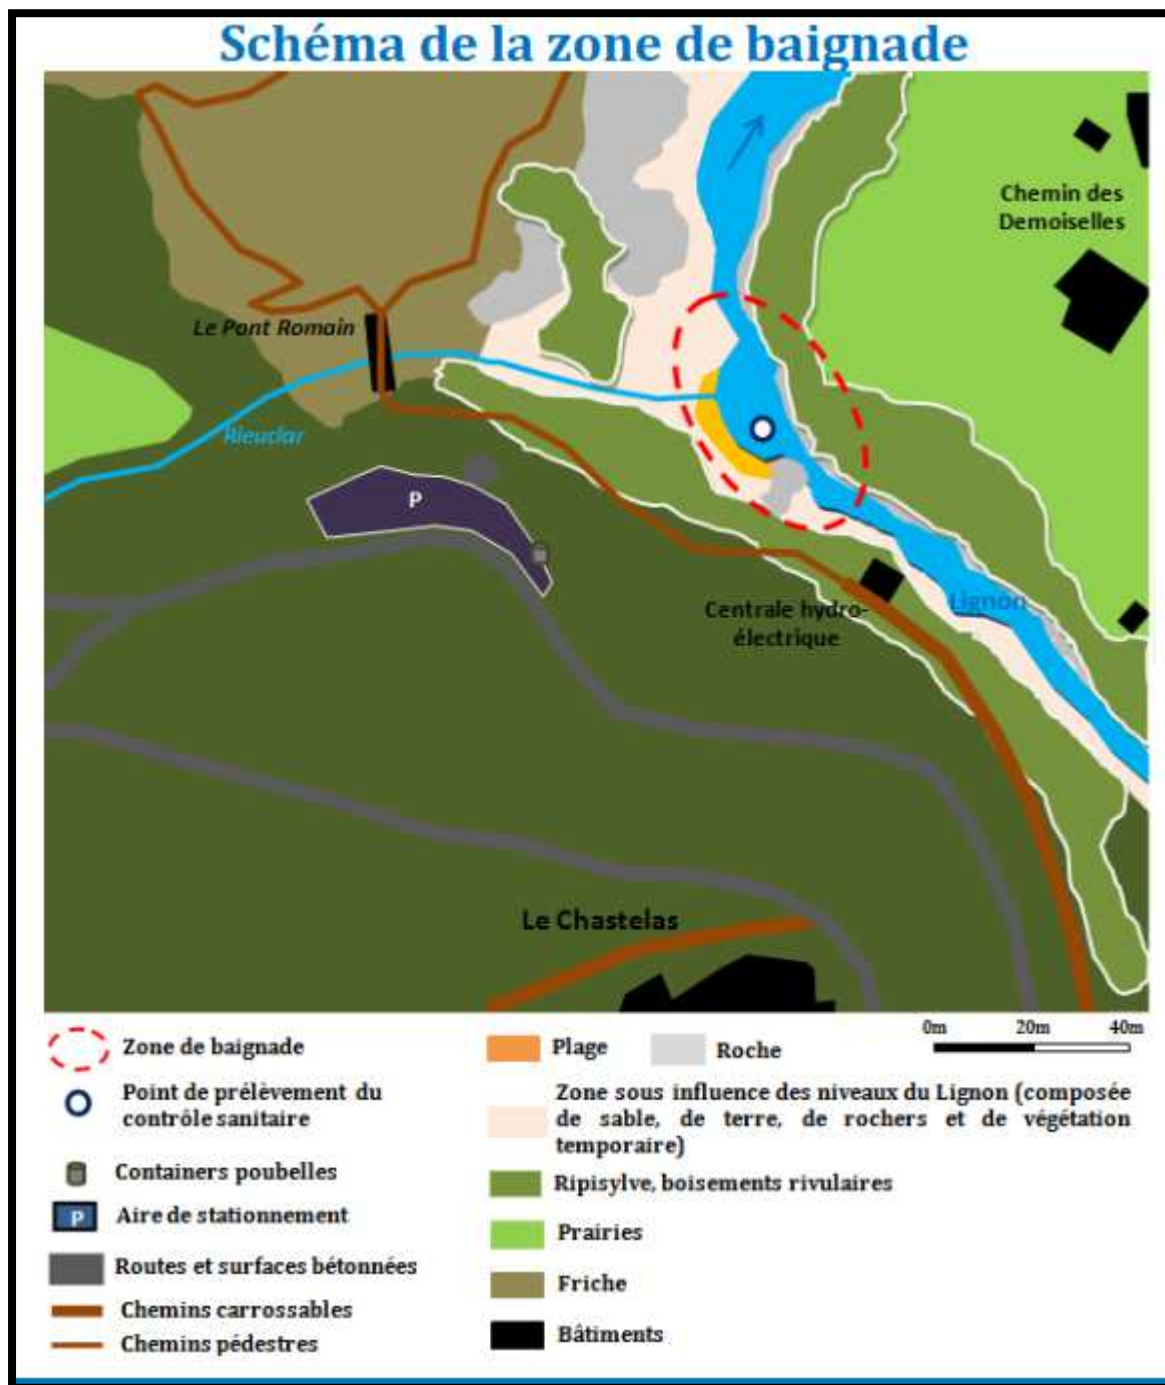 Schéma de la zone de baignade
Chemin des
Demoiselles
Le Pont Romain
Rieuclar
P
Lignon
Centrale hydro-
électrique
Le Chastelas
0m 20m 40m
Zone de baignade
Point de prélèvement du
contrôle sanitaire
Containers poubelles
P Aire de stationnement
Routes et surfaces bétonnées
Chemins carrossables
Chemins pédestres
Plage
Roche
Zone sous influence des niveaux du Lignon (composée
de sable, de terre, de rochers et de végétation
temporaire)
Ripisylve, boisements rivulaires
Prairies
Friche
Bâtiments